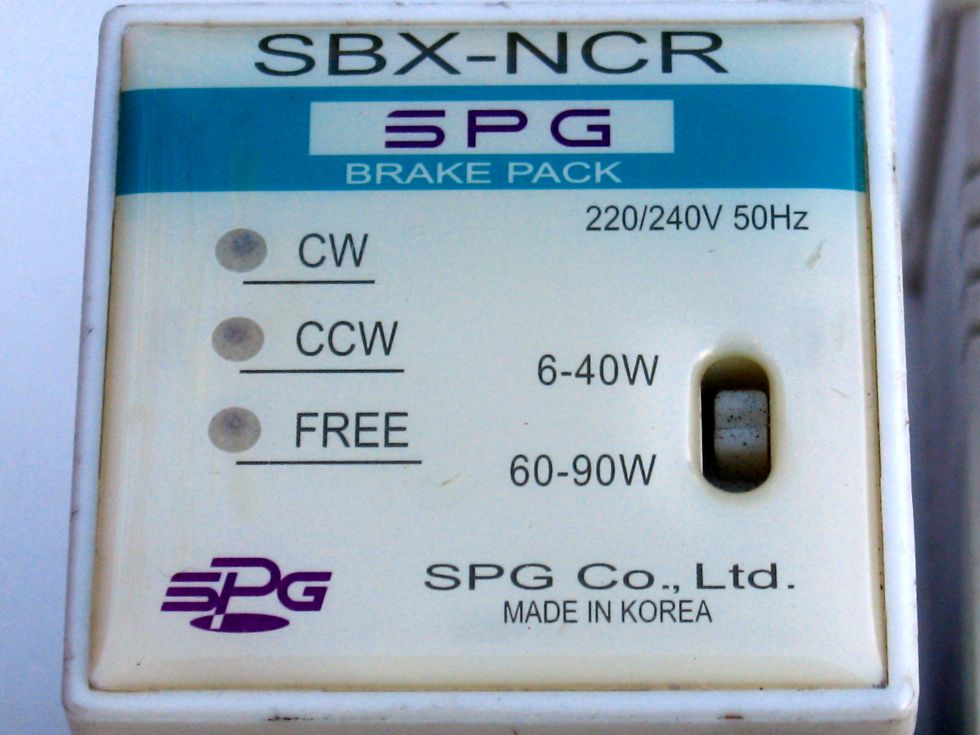 SBX-NCR
SPG
BRAKE PACK
220/240V 50Hz
CW
CCW
6-40W
FREE
60-90W
SPG
SPG Co., Ltd.
MADE IN KOREA